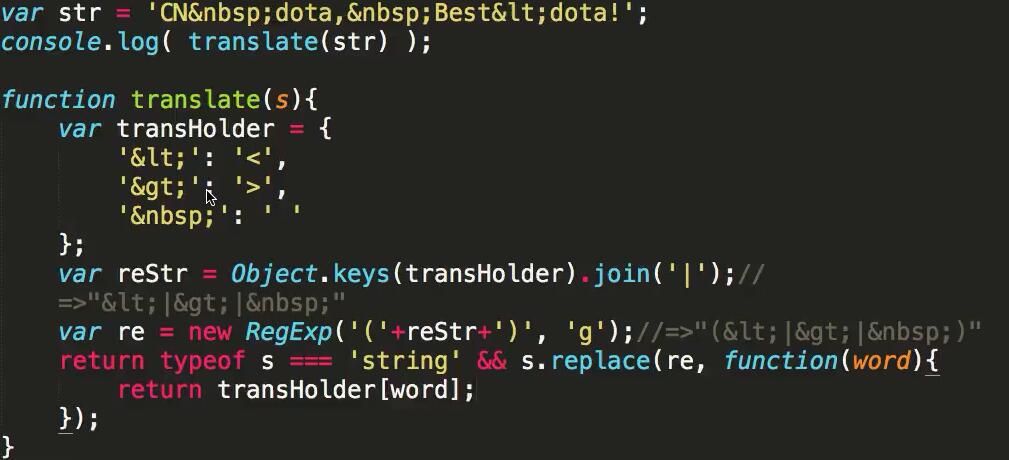 var str = 'CN&nbsp;dota,&nbsp;Best&lt;dota!';
console.log( translate(str) );
function translate(s){
var transHolder = {
'&lt;': '<',
'&gt;': '>',
'&nbsp;': ' '
};
var reStr = Object.keys(transHolder).join('|');//
=>"&lt;|&gt;|&nbsp;"
var re = new RegExp('('+reStr+')', 'g');//=>"(&lt;|&gt;|&nbsp;)"
return typeof s === 'string' && s.replace(re, function(word){
return transHolder[word];
});
}